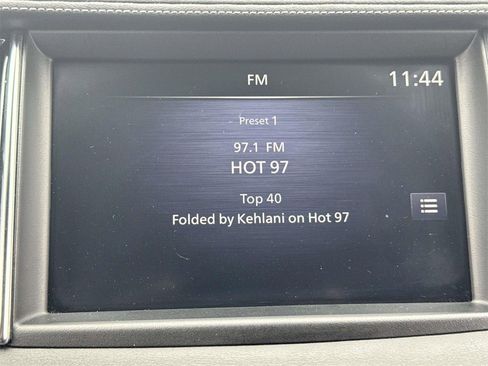 FM 11:44
Preset 1
97.1 FM
HOT 97
Top 40
Folded by Kehlani on Hot 97